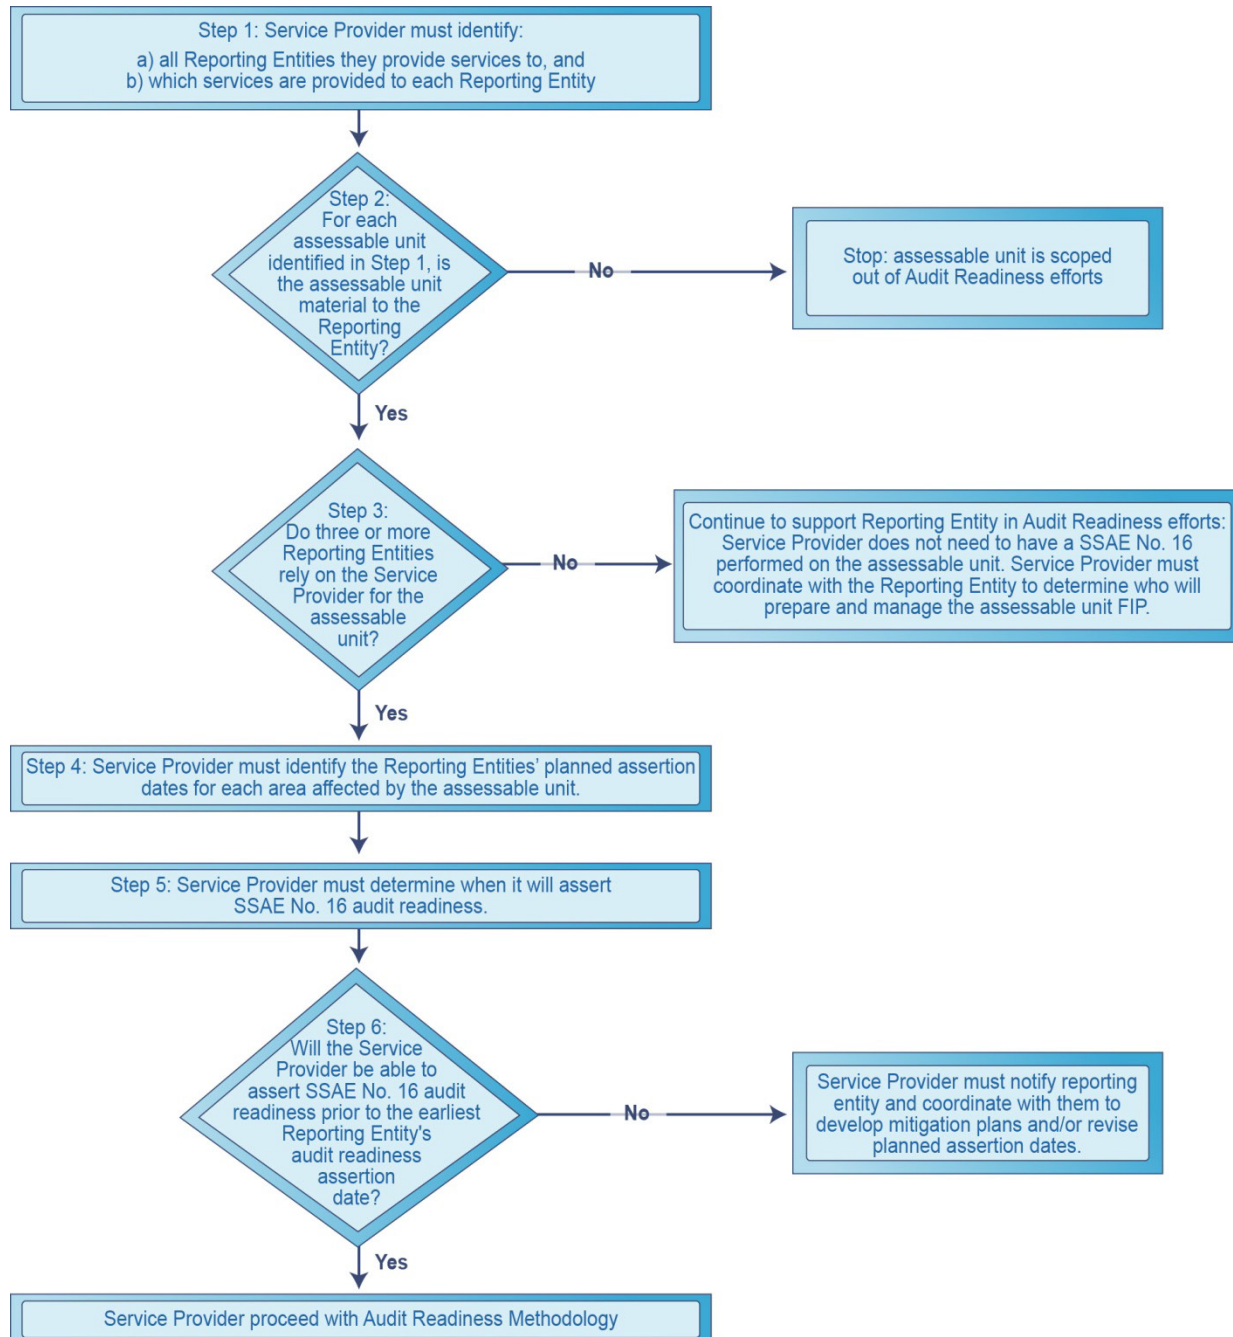 Step 1: Service Provider must identify:
a) all Reporting Entities they provide services to, and
b) which services are provided to each Reporting Entity
Step 2:
For each
assessable unit
identified in Step 1, is
the assessable unit
material to the
Reporting
Entity?
No
Stop: assessable unit is scoped
out of Audit Readiness efforts
Yes
Step 3:
Do three or more
Reporting Entities
rely on the Service
Provider for the
assessable
unit?
No
Continue to support Reporting Entity in Audit Readiness efforts:
Service Provider does not need to have a SSAE No. 16
performed on the assessable unit. Service Provider must
coordinate with the Reporting Entity to determine who will
prepare and manage the assessable unit FIP.
Yes
Step 4: Service Provider must identify the Reporting Entities’ planned assertion
dates for each area affected by the assessable unit.
Step 5: Service Provider must determine when it will assert
SSAE No. 16 audit readiness.
Step 6:
Will the Service
Provider be able to
assert SSAE No. 16 audit
readiness prior to the earliest
Reporting Entity's
audit readiness
assertion
date?
No
Service Provider must notify reporting
entity and coordinate with them to
develop mitigation plans and/or revise
planned assertion dates.
Yes
Service Provider proceed with Audit Readiness Methodology